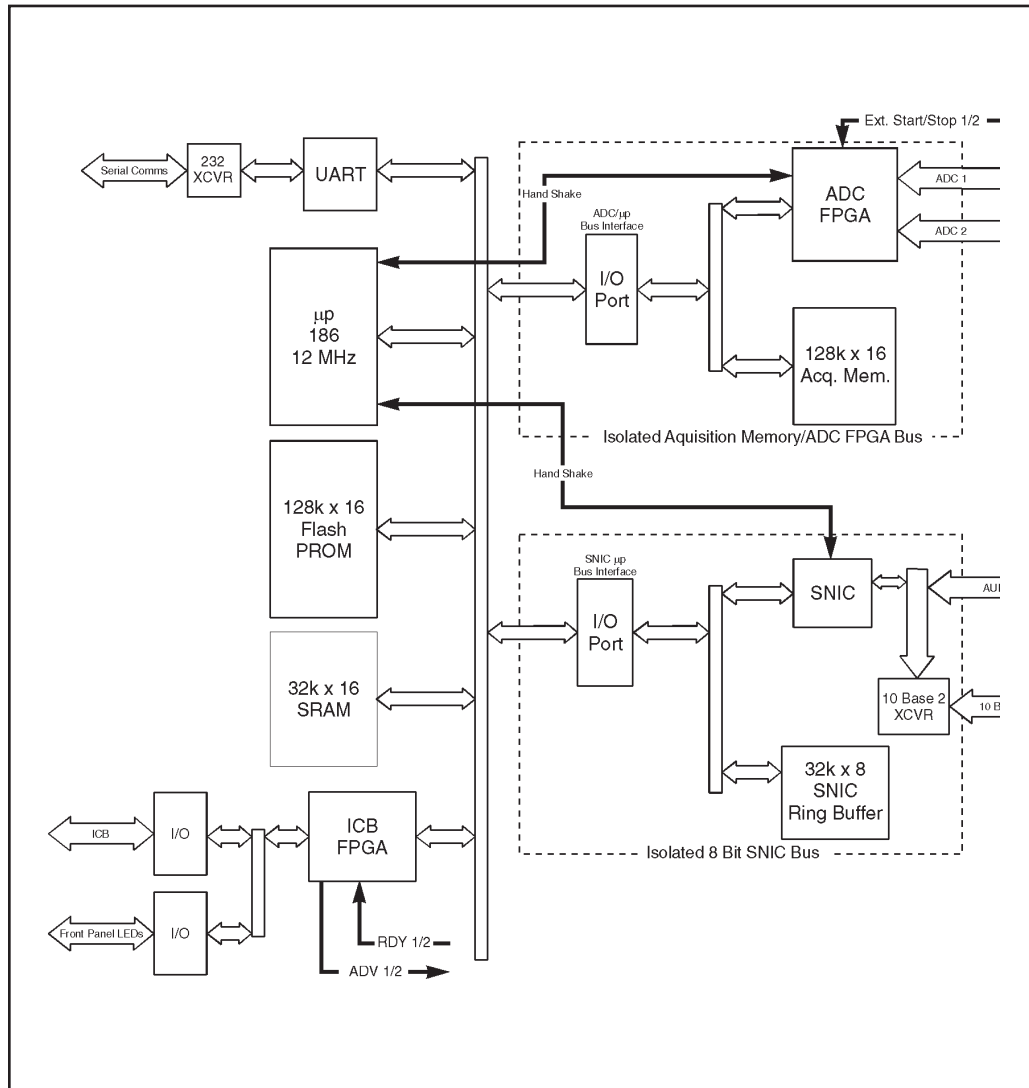 Ext. Start/Stop 1/2
Serial Comms
232
XCVR
UART
Hand Shake
ADC/µp
Bus Interface
I/O
Port
ADC
FPGA
ADC 1
ADC 2
µp
186
12 MHz
128k x 16
Acq. Mem.
Isolated Aquisition Memory/ADC FPGA Bus
Hand Shake
128k x 16
Flash
PROM
SNIC µp
Bus Interface
I/O
Port
SNIC
AUI
10 Base 2
XCVR
10 B
32k x 16
SRAM
32k x 8
SNIC
Ring Buffer
Isolated 8 Bit SNIC Bus
ICB
I/O
ICB
FPGA
Front Panel LEDs
I/O
RDY 1/2
ADV 1/2